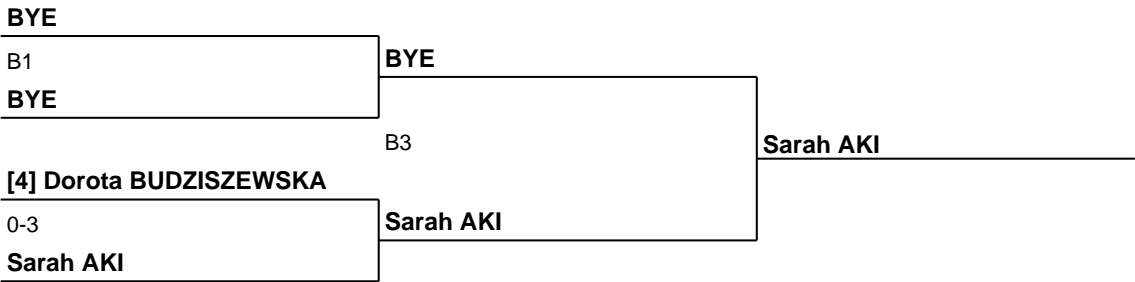 BYE
B1
BYE
BYE
B3
Sarah AKI
[4] Dorota BUDZISZEWSKA
0-3
Sarah AKI
Sarah AKI